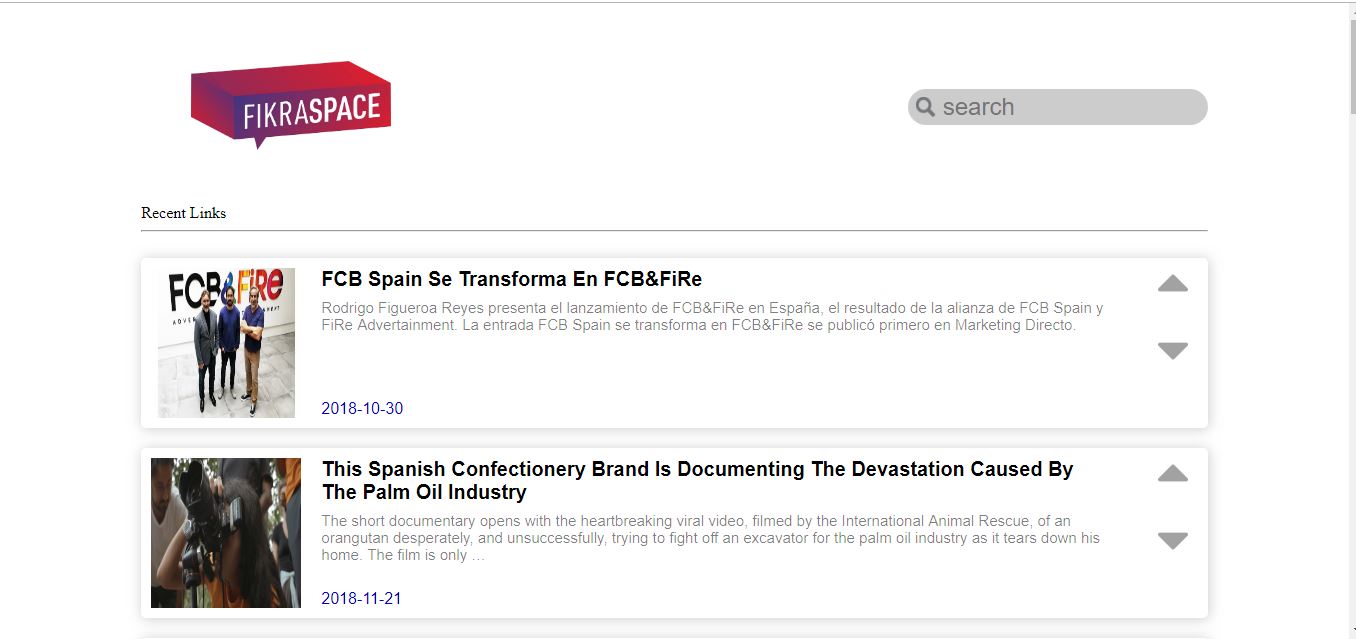 FIKRASPACE
search
Recent Links
FCB&FiRe
FCB Spain Se Transforma En FCB&FiRe
Rodrigo Figueroa Reyes presenta el lanzamiento de FCB&FiRe en España, el resultado de la alianza de FCB Spain y
FiRe Advertainment. La entrada FCB Spain se transforma en FCB&FiRe se publicó primero en Marketing Directo.
2018-10-30
This Spanish Confectionery Brand Is Documenting The Devastation Caused By
The Palm Oil Industry
The short documentary opens with the heartbreaking viral video, filmed by the International Animal Rescue, of an
orangutan desperately, and unsuccessfully, trying to fight off an excavator for the palm oil industry as it tears down his
home. The film is only …
2018-11-21